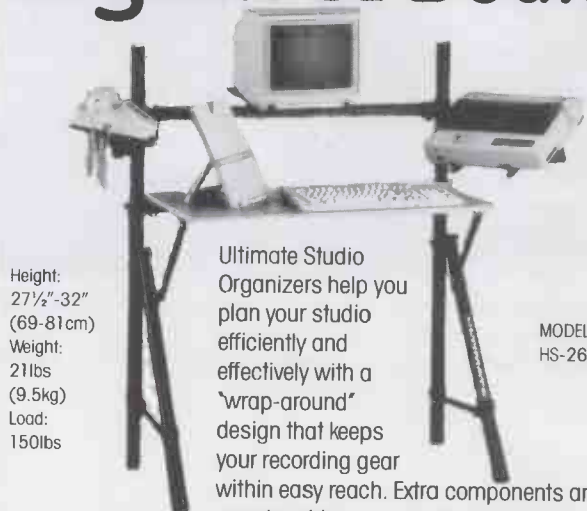 Height:
27½"-32"
(69-81cm)
Weight:
21lbs
(9.5kg)
Load:
150lbs
Ultimate Studio
Organizers help you
plan your studio
efficiently and
effectively with a
"wrap-around"
design that keeps
your recording gear
within easy reach. Extra components
MODEL
HS-26